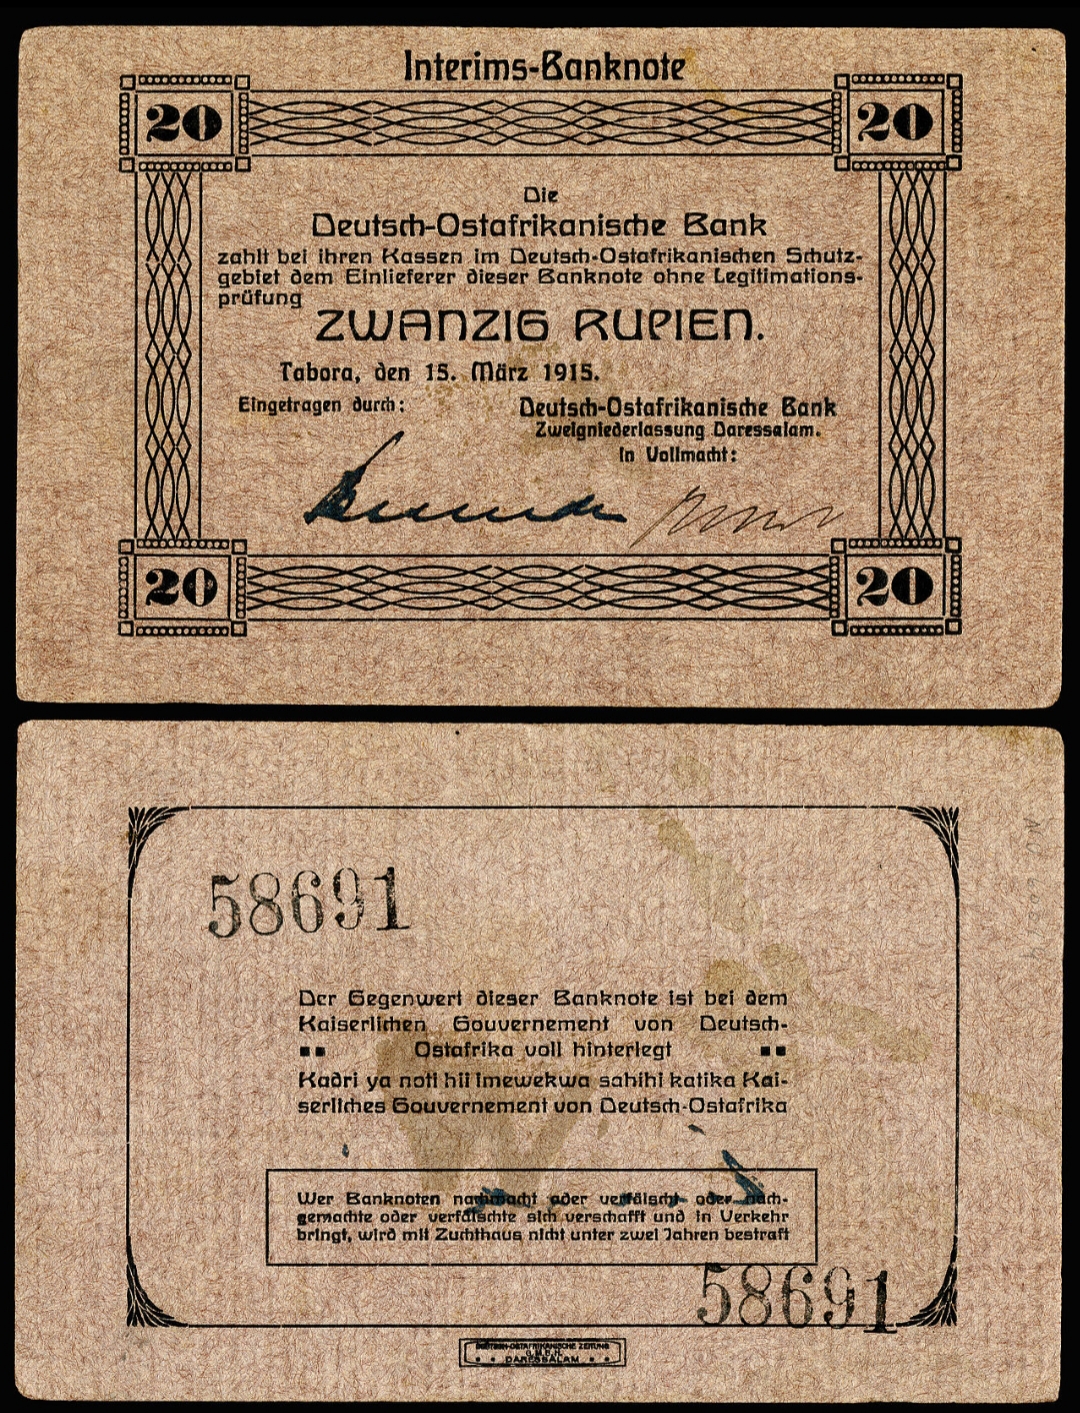 Interims-Banknote
20 20
Die
Deutsch-Ostafrikanische Bank
zahlt bei ihren Kassen im Deutsch-Ostafrikanischen Schutz-
gebiet dem Einlieferer dieser Banknote ohne Legitimations-
prüfung
ZWANZIG RUPIEN.
Tabora, den 15. März 1915.
Eingetragen durch:
Deutsch-Ostafrikanische Bank
Zweigniederlassung Daressalam.
In Vollmacht:
20 20
58691
Der Gegenwert dieser Banknote ist bei dem
Kaiserlichen Gouvernement von Deutsch-
Ostafrika voll hinterlegt
Kadri ya noti hii imewekwa sahihi katika Kai-
serliches Gouvernement von Deutsch-Ostafrika
Wer Banknoten nachmacht oder verfälscht oder nach-
gemachte oder verfälschte sich verschafft und in Verkehr
bringt, wird mit Zuchthaus nicht unter zwei Jahren bestraft
58691
DEUTSCH-OSTAFRIKANISCHE ZEITUNG
G.M.B.H.
DARESSALAM